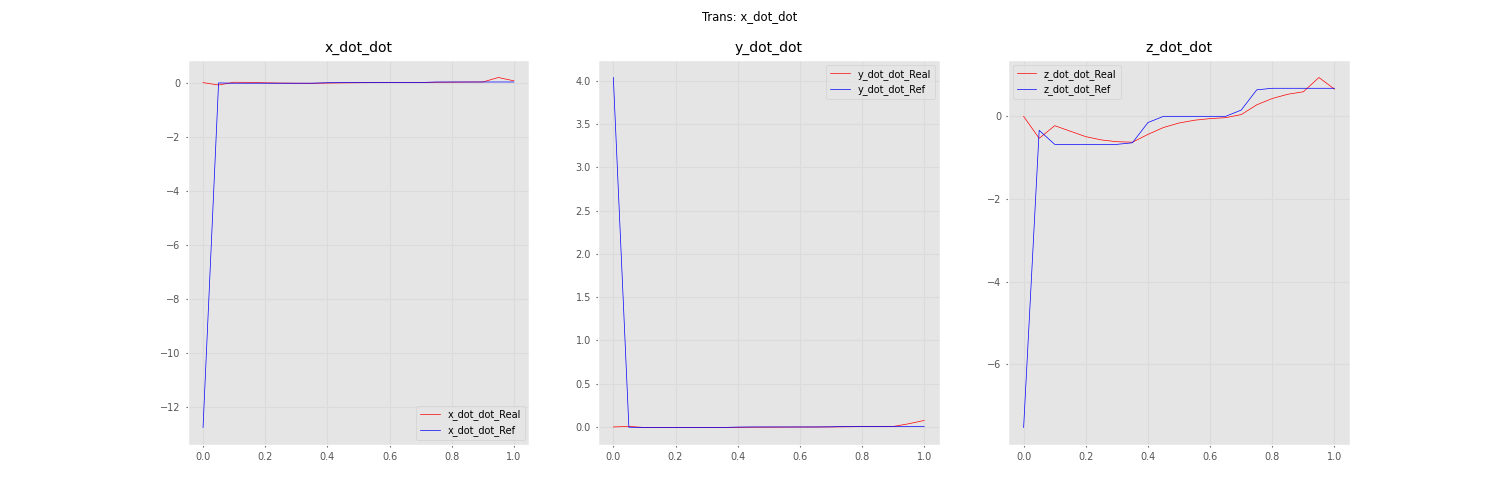 Trans: x_dot_dot
x_dot_dot
0
−2
−4
−6
−8
−10
−12
0.0 0.2 0.4 0.6 0.8 1.0
x_dot_dot_Real
x_dot_dot_Ref
y_dot_dot
4.0
3.5
3.0
2.5
2.0
1.5
1.0
0.5
0.0
0.0 0.2 0.4 0.6 0.8 1.0
y_dot_dot_Real
y_dot_dot_Ref
z_dot_dot
0
−2
−4
−6
0.0 0.2 0.4 0.6 0.8 1.0
z_dot_dot_Real
z_dot_dot_Ref